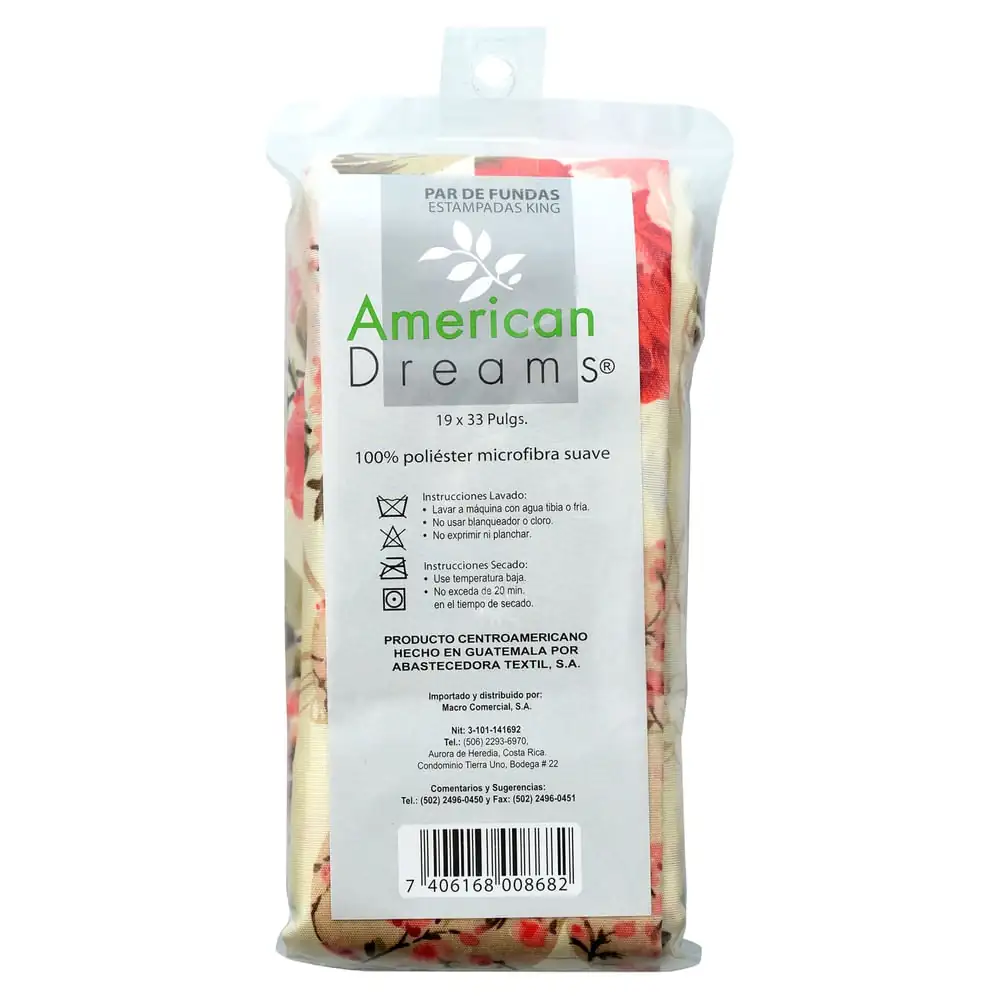 PAR DE FUNDAS
ESTAMPADAS KING
American
Dreams®
19 x 33 Pulgs.
100% poliéster microfibra suave
Instrucciones Lavado:
• Lavar a máquina con agua tibia o fría.
• No usar blanqueador o cloro.
• No exprimir ni planchar.
Instrucciones Secado:
• Use temperatura baja.
• No exceda de 20 min.
en el tiempo de secado.
PRODUCTO CENTROAMERICANO
HECHO EN GUATEMALA POR
ABASTECEDORA TEXTIL, S.A.
Importado y distribuido por:
Macro Comercial, S.A.
Nit: 3-101-141692
Tel.: (506) 2293-6970,
Aurora de Heredia, Costa Rica.
Condominio Tierra Uno, Bodega # 22
Comentarios y Sugerencias:
Tel.: (502) 2496-0450 y Fax: (502) 2496-0451
7 406168 008682